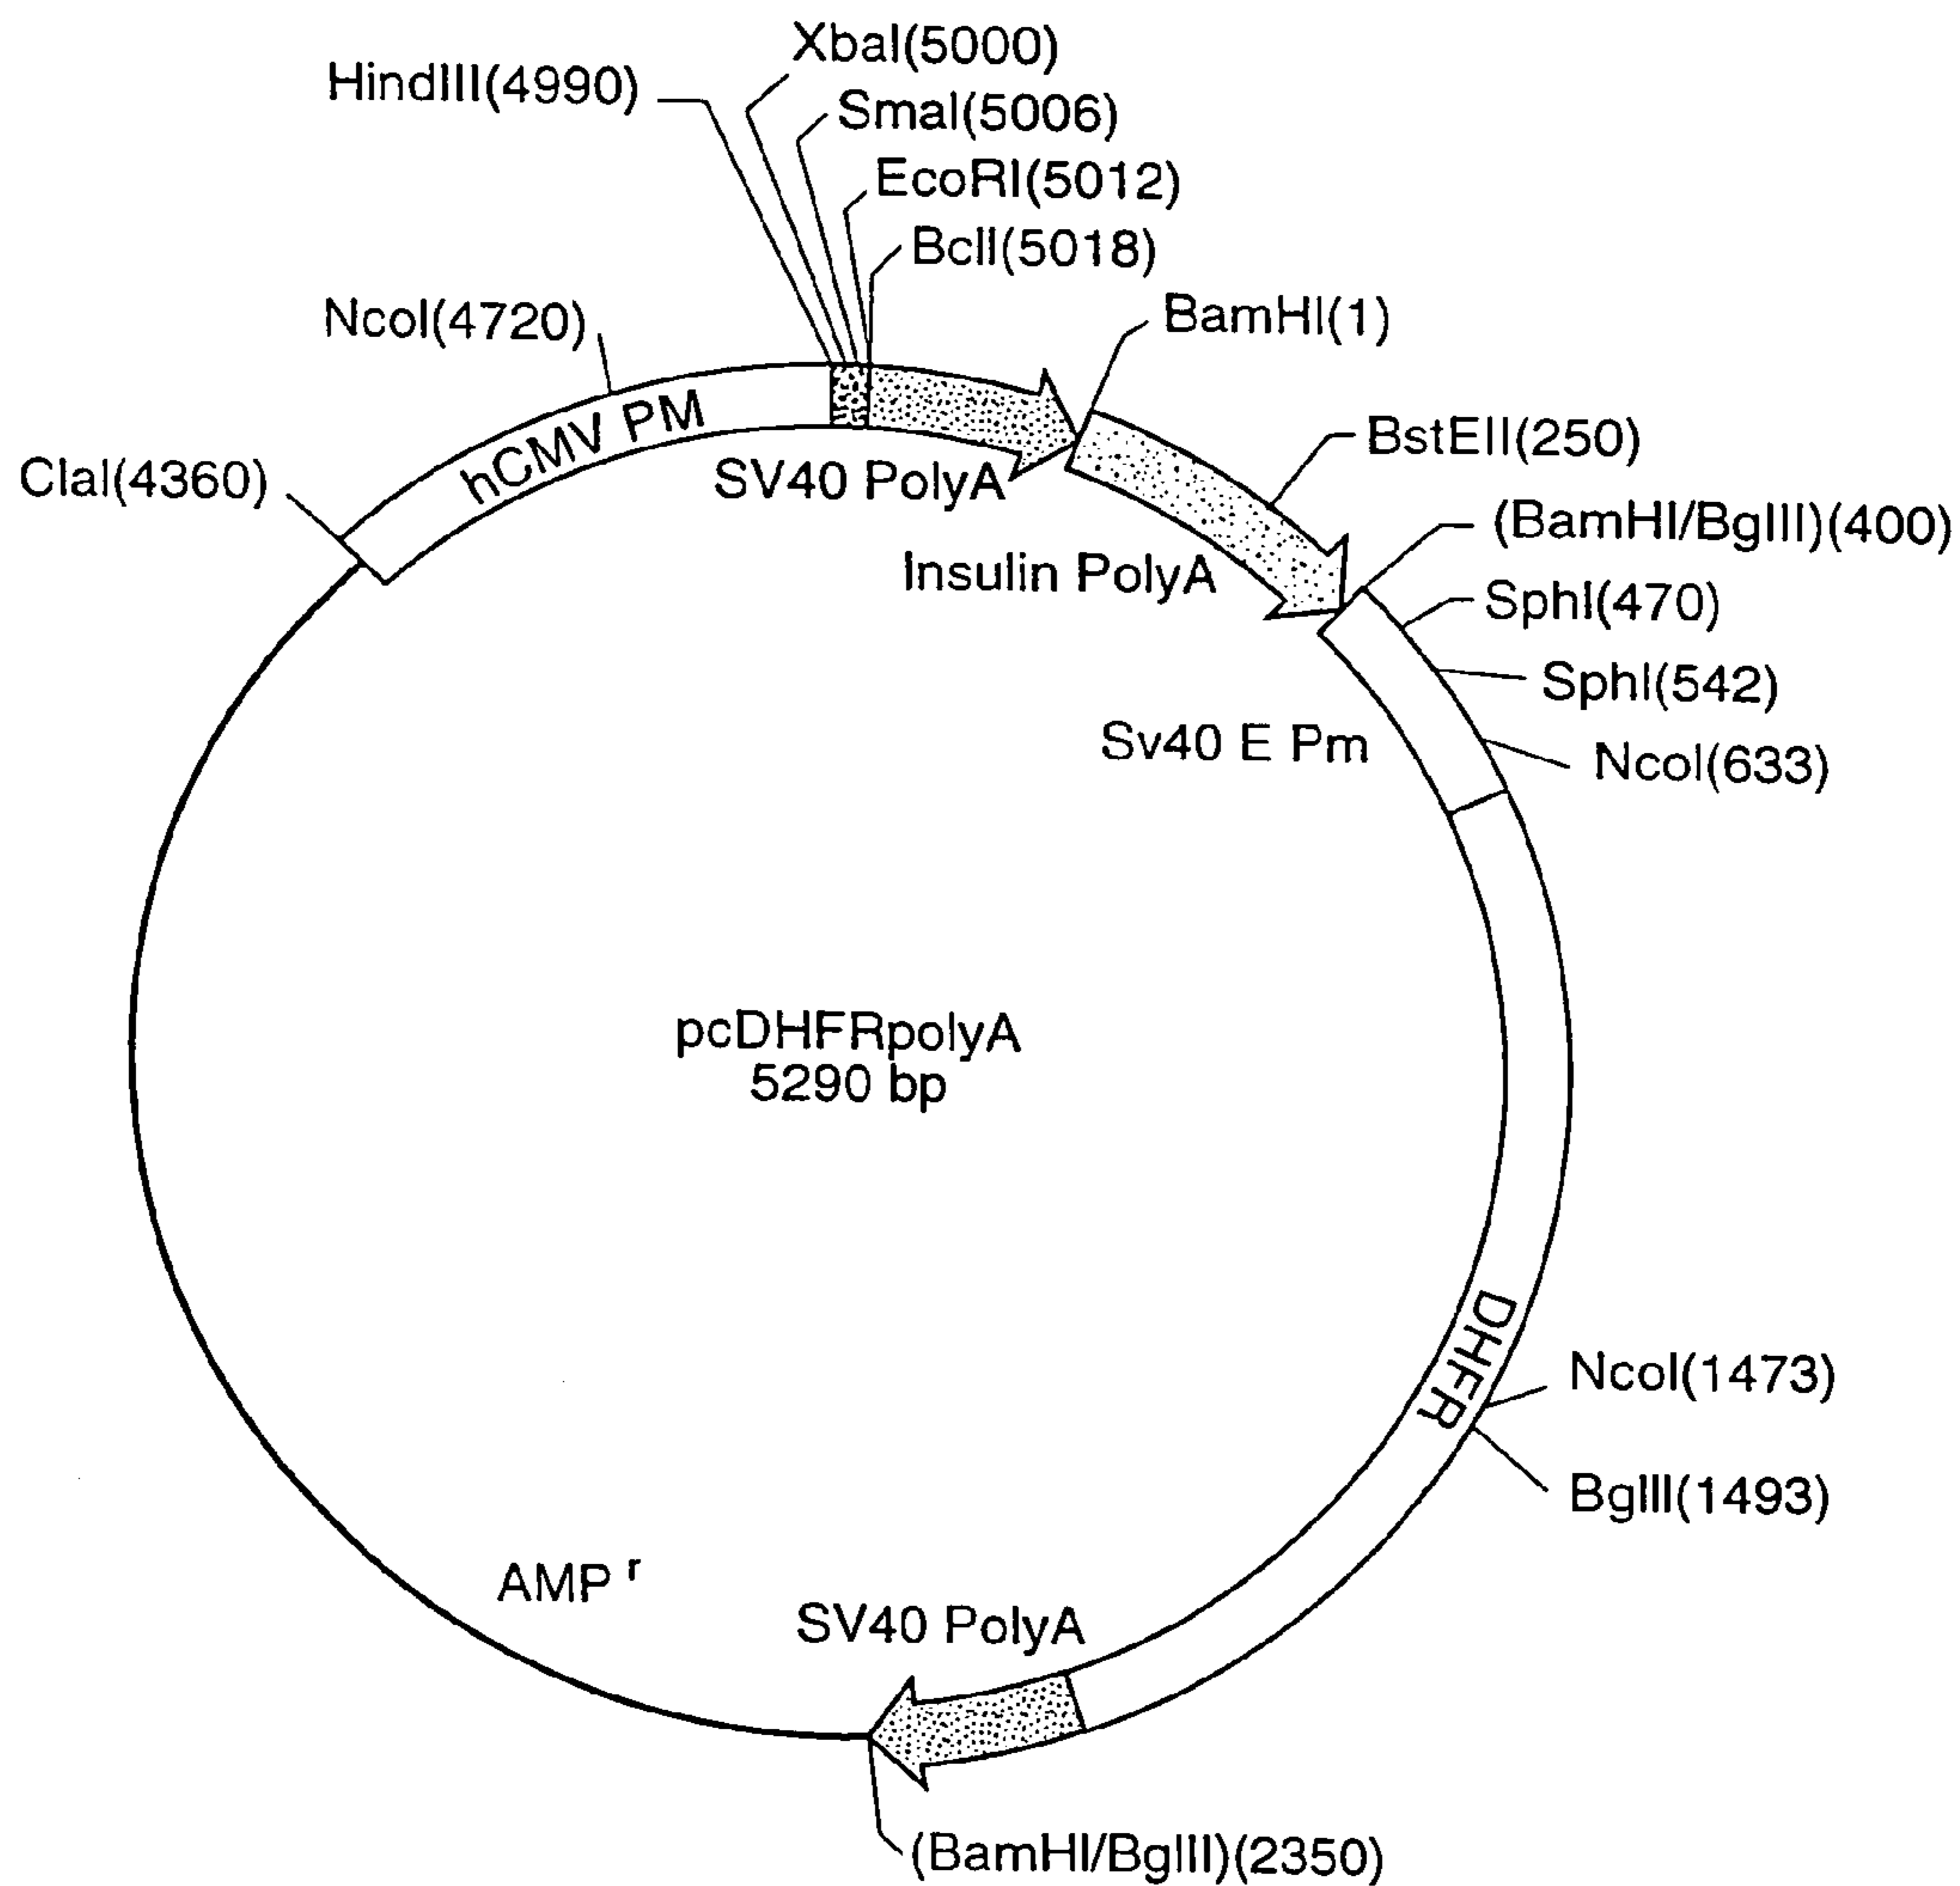 XbaI(5000)
HindIII(4990)
SmaI(5006)
EcoRI(5012)
BclI(5018)
NcoI(4720)
BamHI(1)
hCMV PM
BstEII(250)
ClaI(4360)
SV40 PolyA
(BamHI/BglII)(400)
Insulin PolyA
SphI(470)
SphI(542)
Sv40 E Pm
NcoI(633)
pcDHFRpolyA
5290 bp
DHFR
NcoI(1473)
BglII(1493)
AMP r
SV40 PolyA
(BamHI/BglII)(2350)